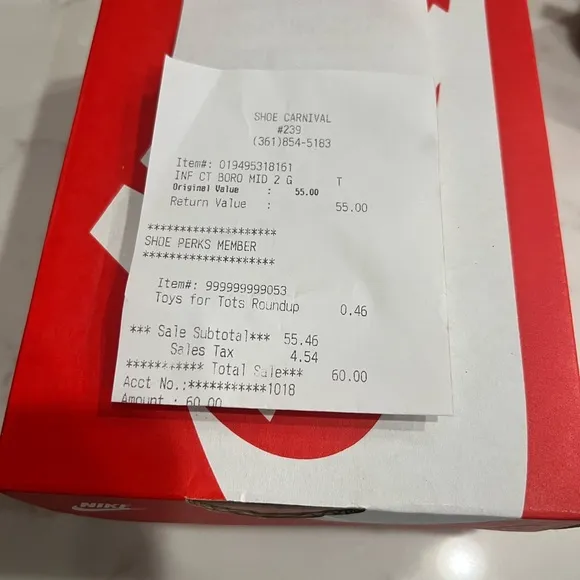 SHOE CARNIVAL
#239
(361)854-5183
Item#: 019495318161
INF CT BORO MID 2 G T
Original Value : 55.00
Return Value : 55.00
********************
SHOE PERKS MEMBER
********************
Item#: 999999999053
Toys for Tots Roundup 0.46
*** Sale Subtotal*** 55.46
Sales Tax 4.54
*********** Total Sale*** 60.00
Acct No.:***********1018
Amount : 60.00
NIKE